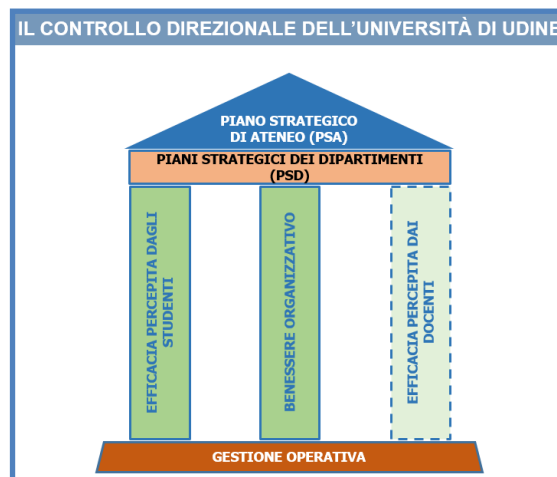 IL CONTROLLO DIREZIONALE DELL'UNIVERSITÀ DI UDINE
PIANO STRATEGICO
DI ATENEO (PSA)
PIANI STRATEGICI DEI DIPARTIMENTI
(PSD)
EFFICACIA PERCEPITA DAGLI
STUDENTI
BENESSERE ORGANIZZATIVO
EFFICACIA PERCEPITA DAI
DOCENTI
GESTIONE OPERATIVA